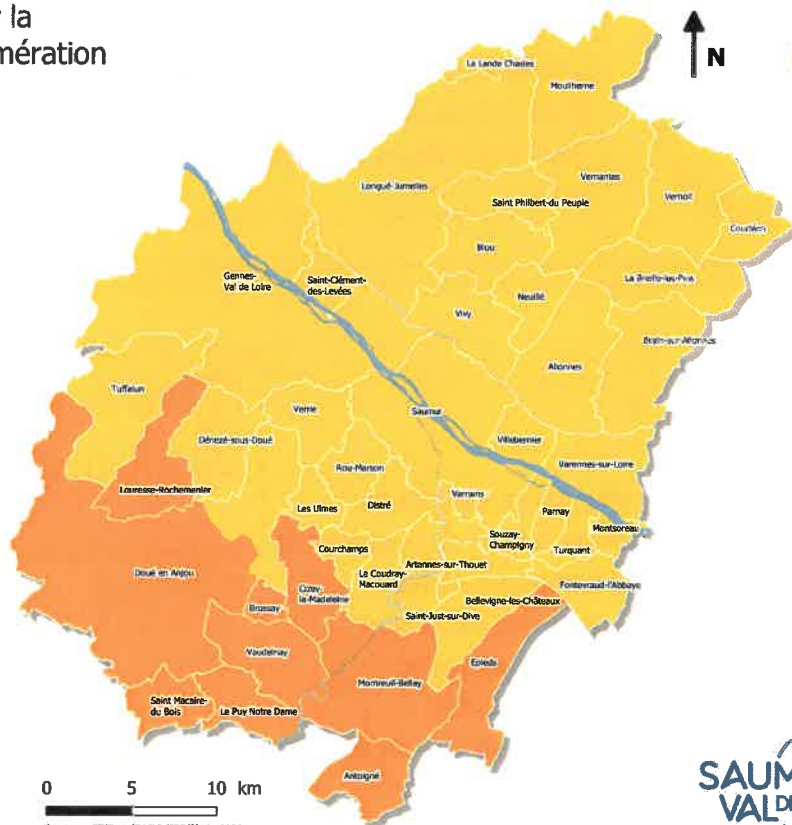 la
mération
N
La Lande Chasles
Mouliherne
Longué-Jumelles
Vernantes
Saint Philbert-du Peuple
Vernoil
Courléon
Blou
Gennes-
Val de Loire
Saint-Clément-
des-Levées
La Breille-les-Pins
Neuillé
Vivy
Brain-sur-Allonnes
Allonnes
Tuffalun
Verrie
Saumur
Dénezé-sous-Doué
Villebernier
Rou-Marson
Varennes-sur-Loire
Louresse-Rochemenier
Les Ulmes
Distré
Varrains
Parnay
Montsoreau
Souzay-
Champigny
Courchamps
Turquant
Artannes-sur-Thouet
Doué en Anjou
Le Coudray-
Macouard
Fontevraud-l'Abbaye
Cizay-
la-Madeleine
Brossay
Bellevigne-les-Châteaux
Saint-Just-sur-Dive
Vaudelnay
Epieds
Montreuil-Bellay
Saint Macaire-
du Bois
Le Puy Notre Dame
Antoigné
0 5 10 km
SAUM
VAL DE